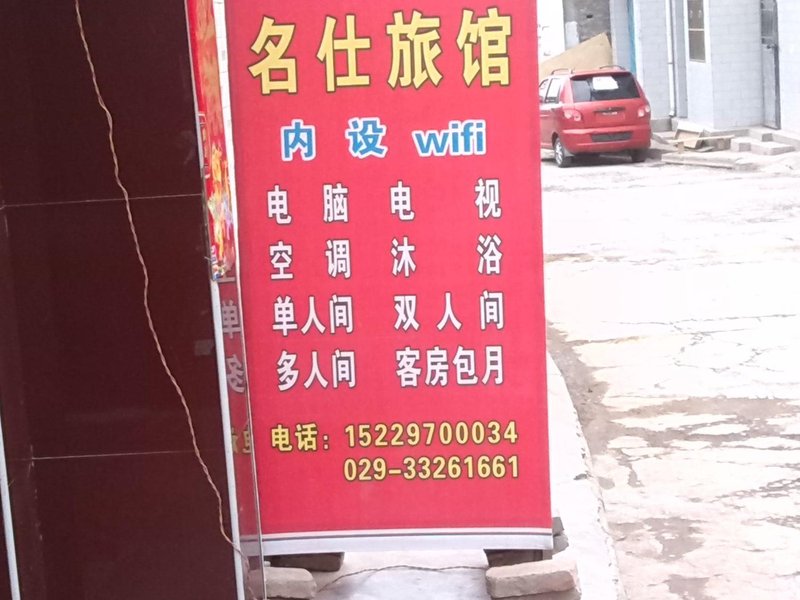 名仕旅馆
内设 wifi
电脑 电视
空调 沐浴
单人间 双人间
多人间 客房包月
电话：15229700034
029-33261661